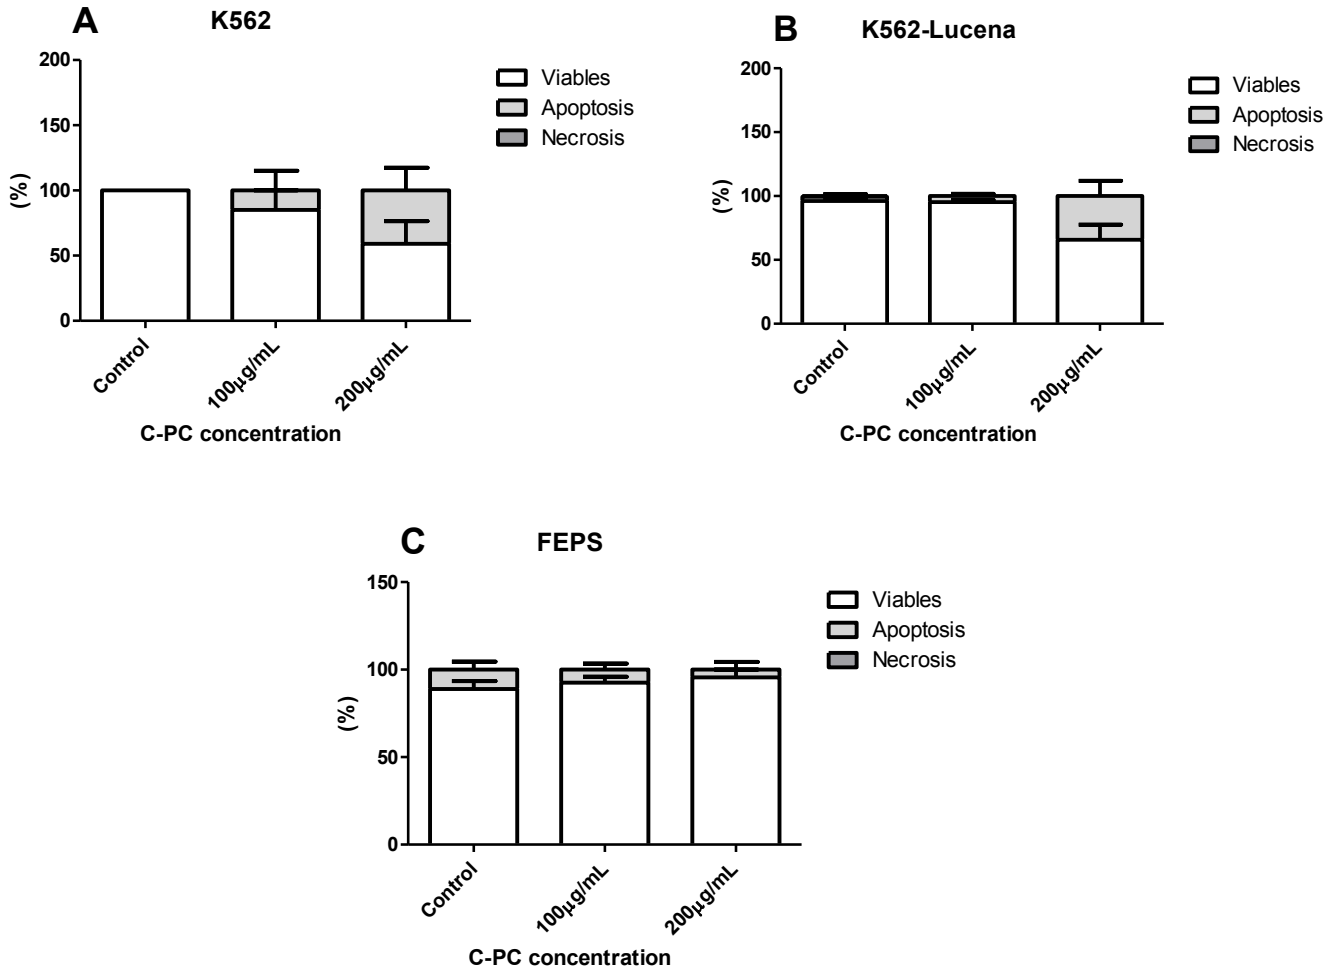 A
K562
200
150
100
50
0
(%)
Viables
Apoptosis
Necrosis
Control
100µg/mL
200µg/mL
C-PC concentration
B
K562-Lucena
200
150
100
50
0
(%)
Viables
Apoptosis
Necrosis
Control
100µg/mL
200µg/mL
C-PC concentration
C
FEPS
150
100
50
0
(%)
Viables
Apoptosis
Necrosis
Control
100µg/mL
200µg/mL
C-PC concentration